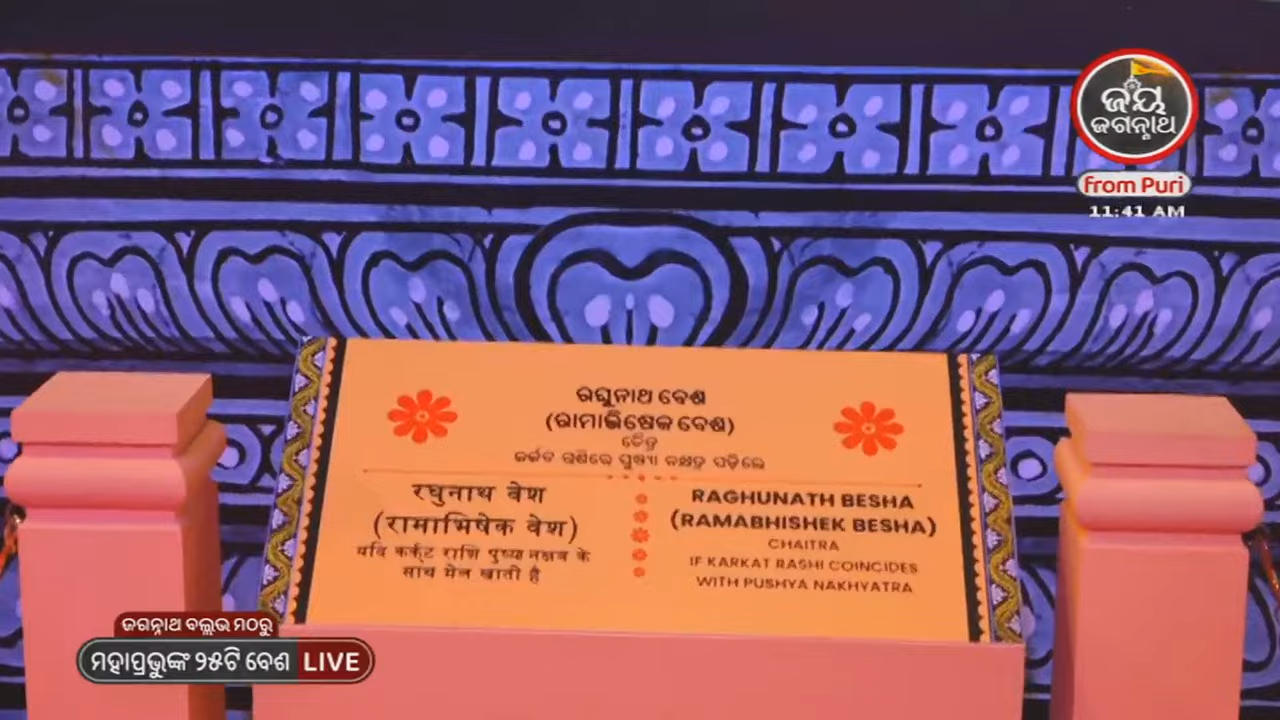 ଜୟ
ଜଗନ୍ନାଥ
from Puri
11:41 AM
ରଘୁନାଥ ବେଶ
(ରାମାଭିଷେକ ବେଶ)
ଚୈତ୍ର
କର୍କଟ ରାଶିରେ ପୁଷ୍ୟା ନକ୍ଷତ୍ର ପଡ଼ିଲେ
रघुनाथ वेश
(रामाभिषेक वेश)
यदि कर्कट राशि पुष्य नक्षत्र के
साथ मेल खाती है
RAGHUNATH BESHA
(RAMABHISHEK BESHA)
CHAITRA
IF KARKAT RASHI COINCIDES
WITH PUSHYA NAKHYATRA
ଜଗନ୍ନାଥ ବଲ୍ଲଭ ମଠରୁ
ମହାପ୍ରଭୁଙ୍କ ୨୫ଟି ବେଶ LIVE